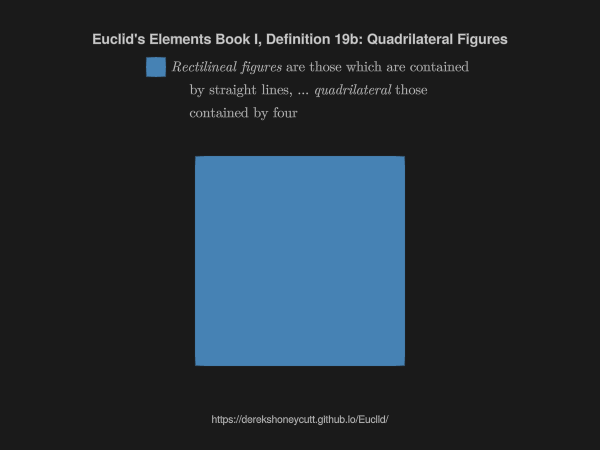 Euclid's Elements Book I, Definition 19b: Quadrilateral Figures
Rectilineal figures are those which are contained
by straight lines, ... quadrilateral those
contained by four
https://derekshoneycutt.github.io/Euclid/